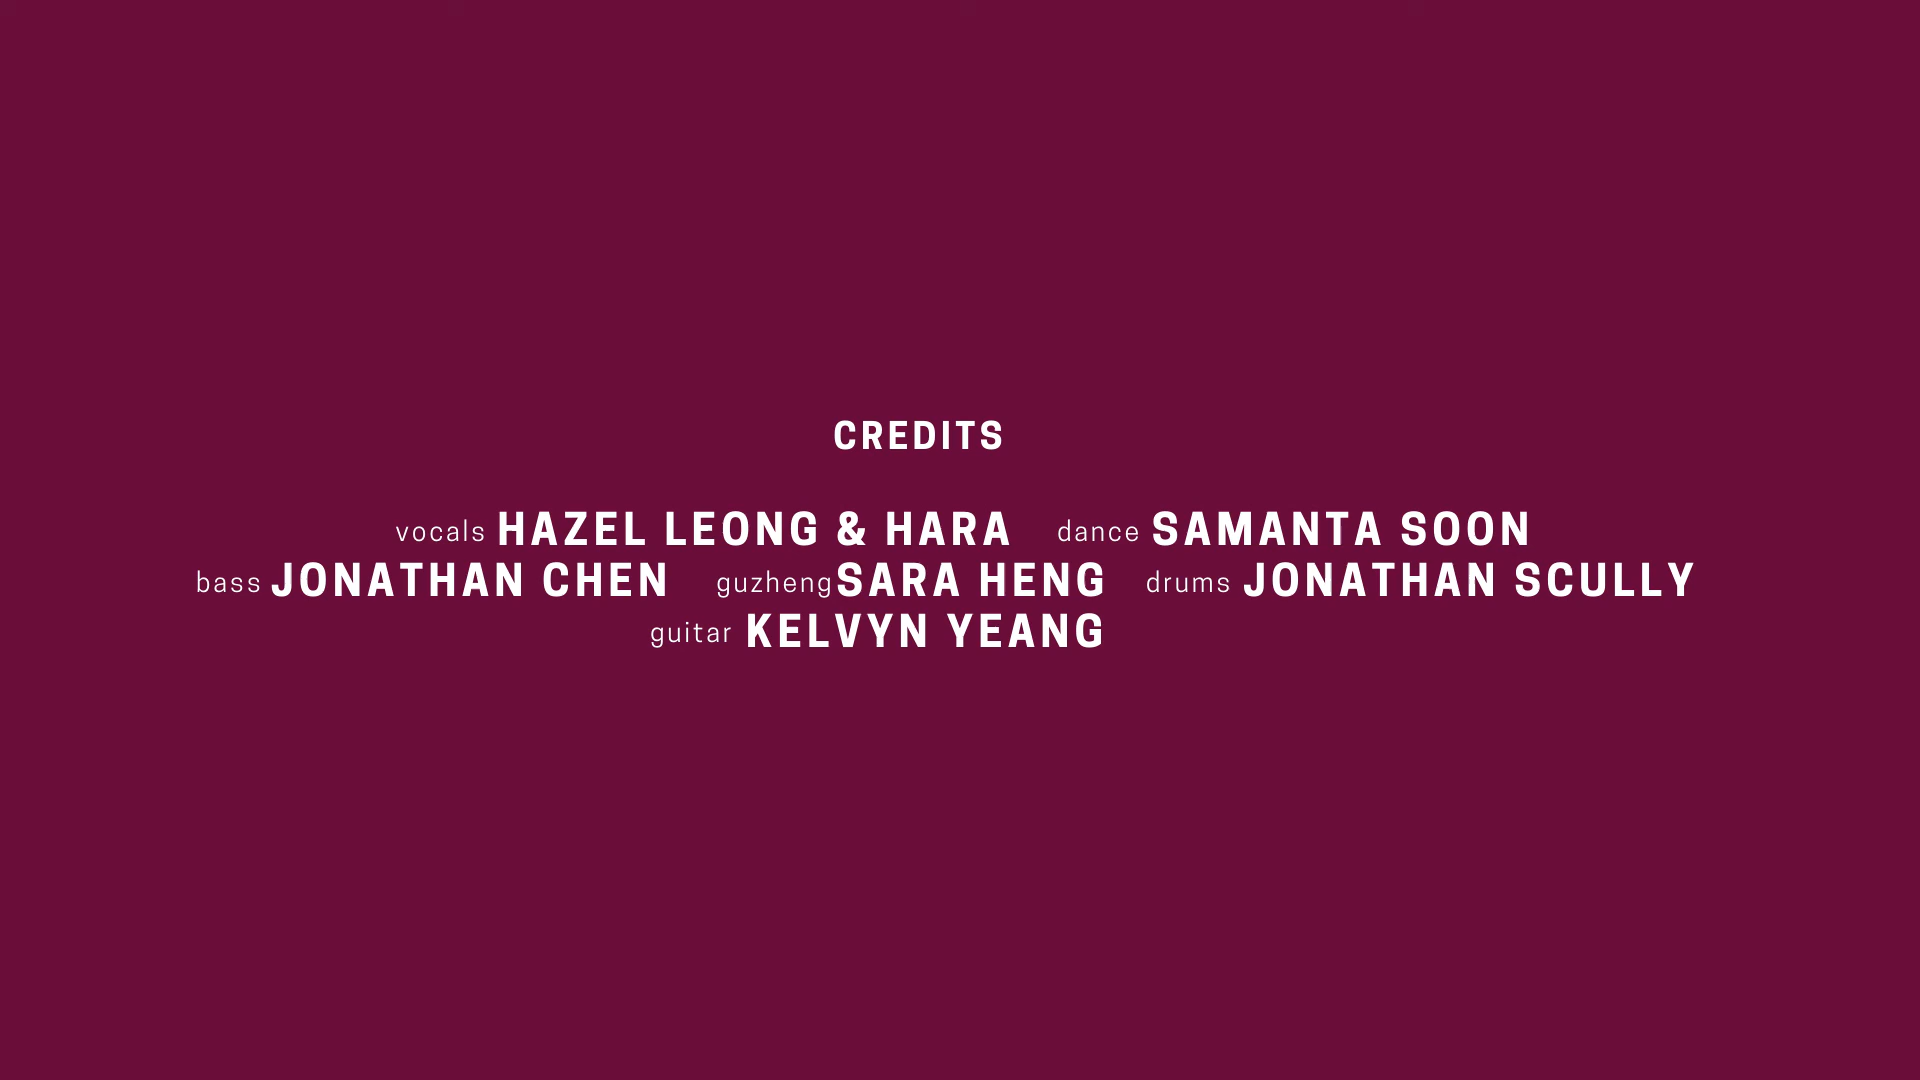 CREDITS
vocals HAZEL LEONG & HARA dance SAMANTA SOON
bass JONATHAN CHEN guzheng SARA HENG drums JONATHAN SCULLY
guitar KELVYN YEANG